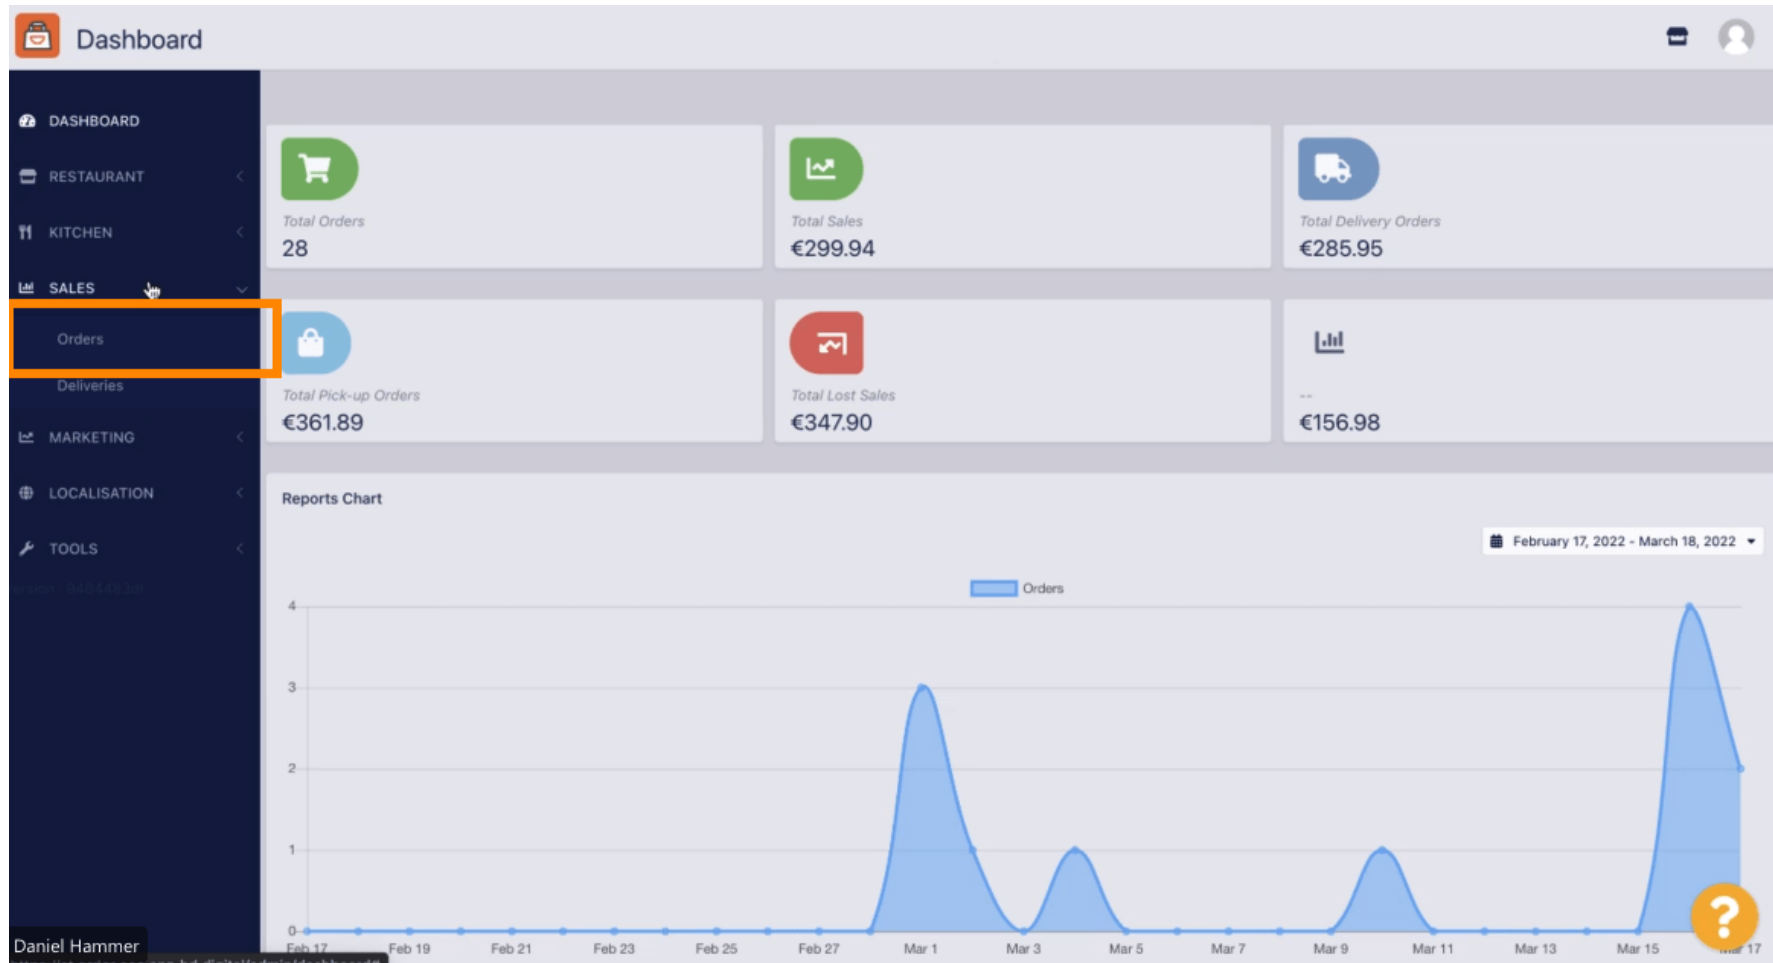 Dashboard
DASHBOARD
RESTAURANT
KITCHEN
SALES
Orders
Deliveries
MARKETING
LOCALISATION
TOOLS
Total Orders
28
Total Sales
€299.94
Total Delivery Orders
€285.95
Total Pick-up Orders
€361.89
Total Lost Sales
€347.90
--
€156.98
Reports Chart
February 17, 2022 - March 18, 2022
Orders
4
3
2
1
0
Feb 17 Feb 19 Feb 21 Feb 23 Feb 25 Feb 27 Mar 1 Mar 3 Mar 5 Mar 7 Mar 9 Mar 11 Mar 13 Mar 15 Mar 17
?
Daniel Hammer